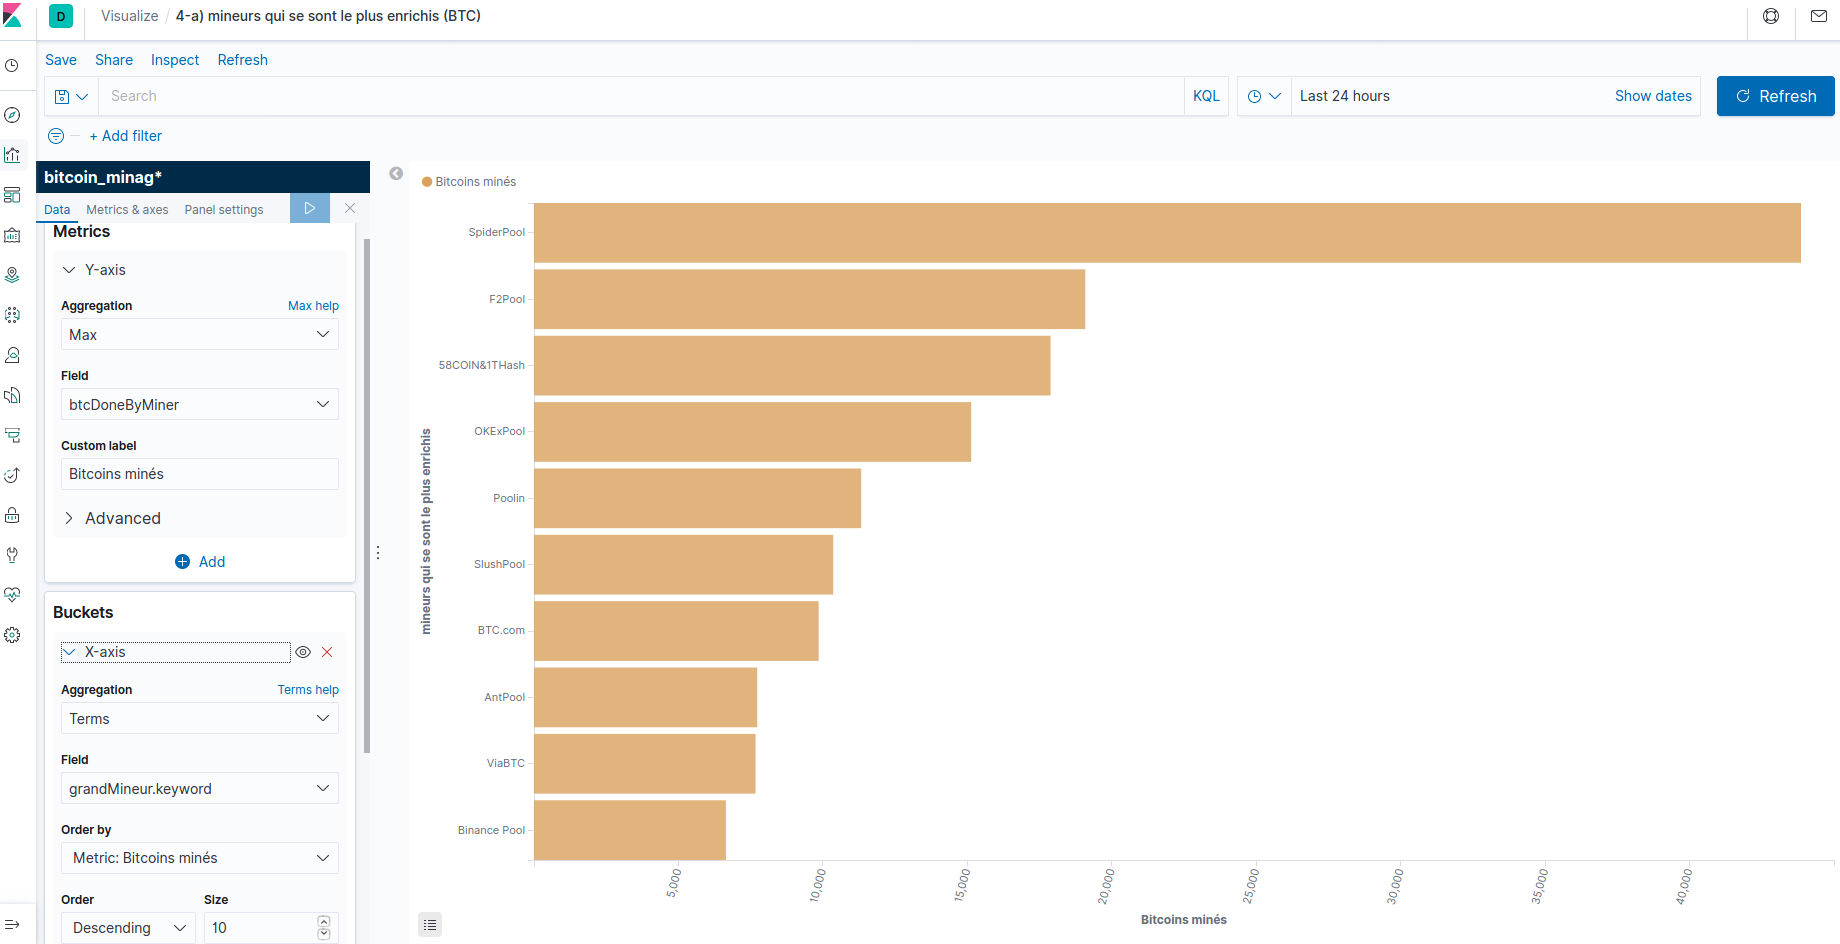 D Visualize / 4-a) mineurs qui se sont le plus enrichis (BTC)
Save Share Inspect Refresh
Search KQL Last 24 hours Show dates Refresh
+ Add filter
bitcoin_minag*
Data Metrics & axes Panel settings
Metrics
Y-axis
Aggregation Max help
Max
Field
btcDoneByMiner
Custom label
Bitcoins minés
Advanced
Add
Buckets
X-axis
Aggregation Terms help
Terms
Field
grandMineur.keyword
Order by
Metric: Bitcoins minés
Order Size
Descending 10
Bitcoins minés
mineurs qui se sont le plus enrichis
SpiderPool
F2Pool
58COIN&1THash
OKExPool
Poolin
SlushPool
BTC.com
AntPool
ViaBTC
Binance Pool
5,000 10,000 15,000 20,000 25,000 30,000 35,000 40,000
Bitcoins minés